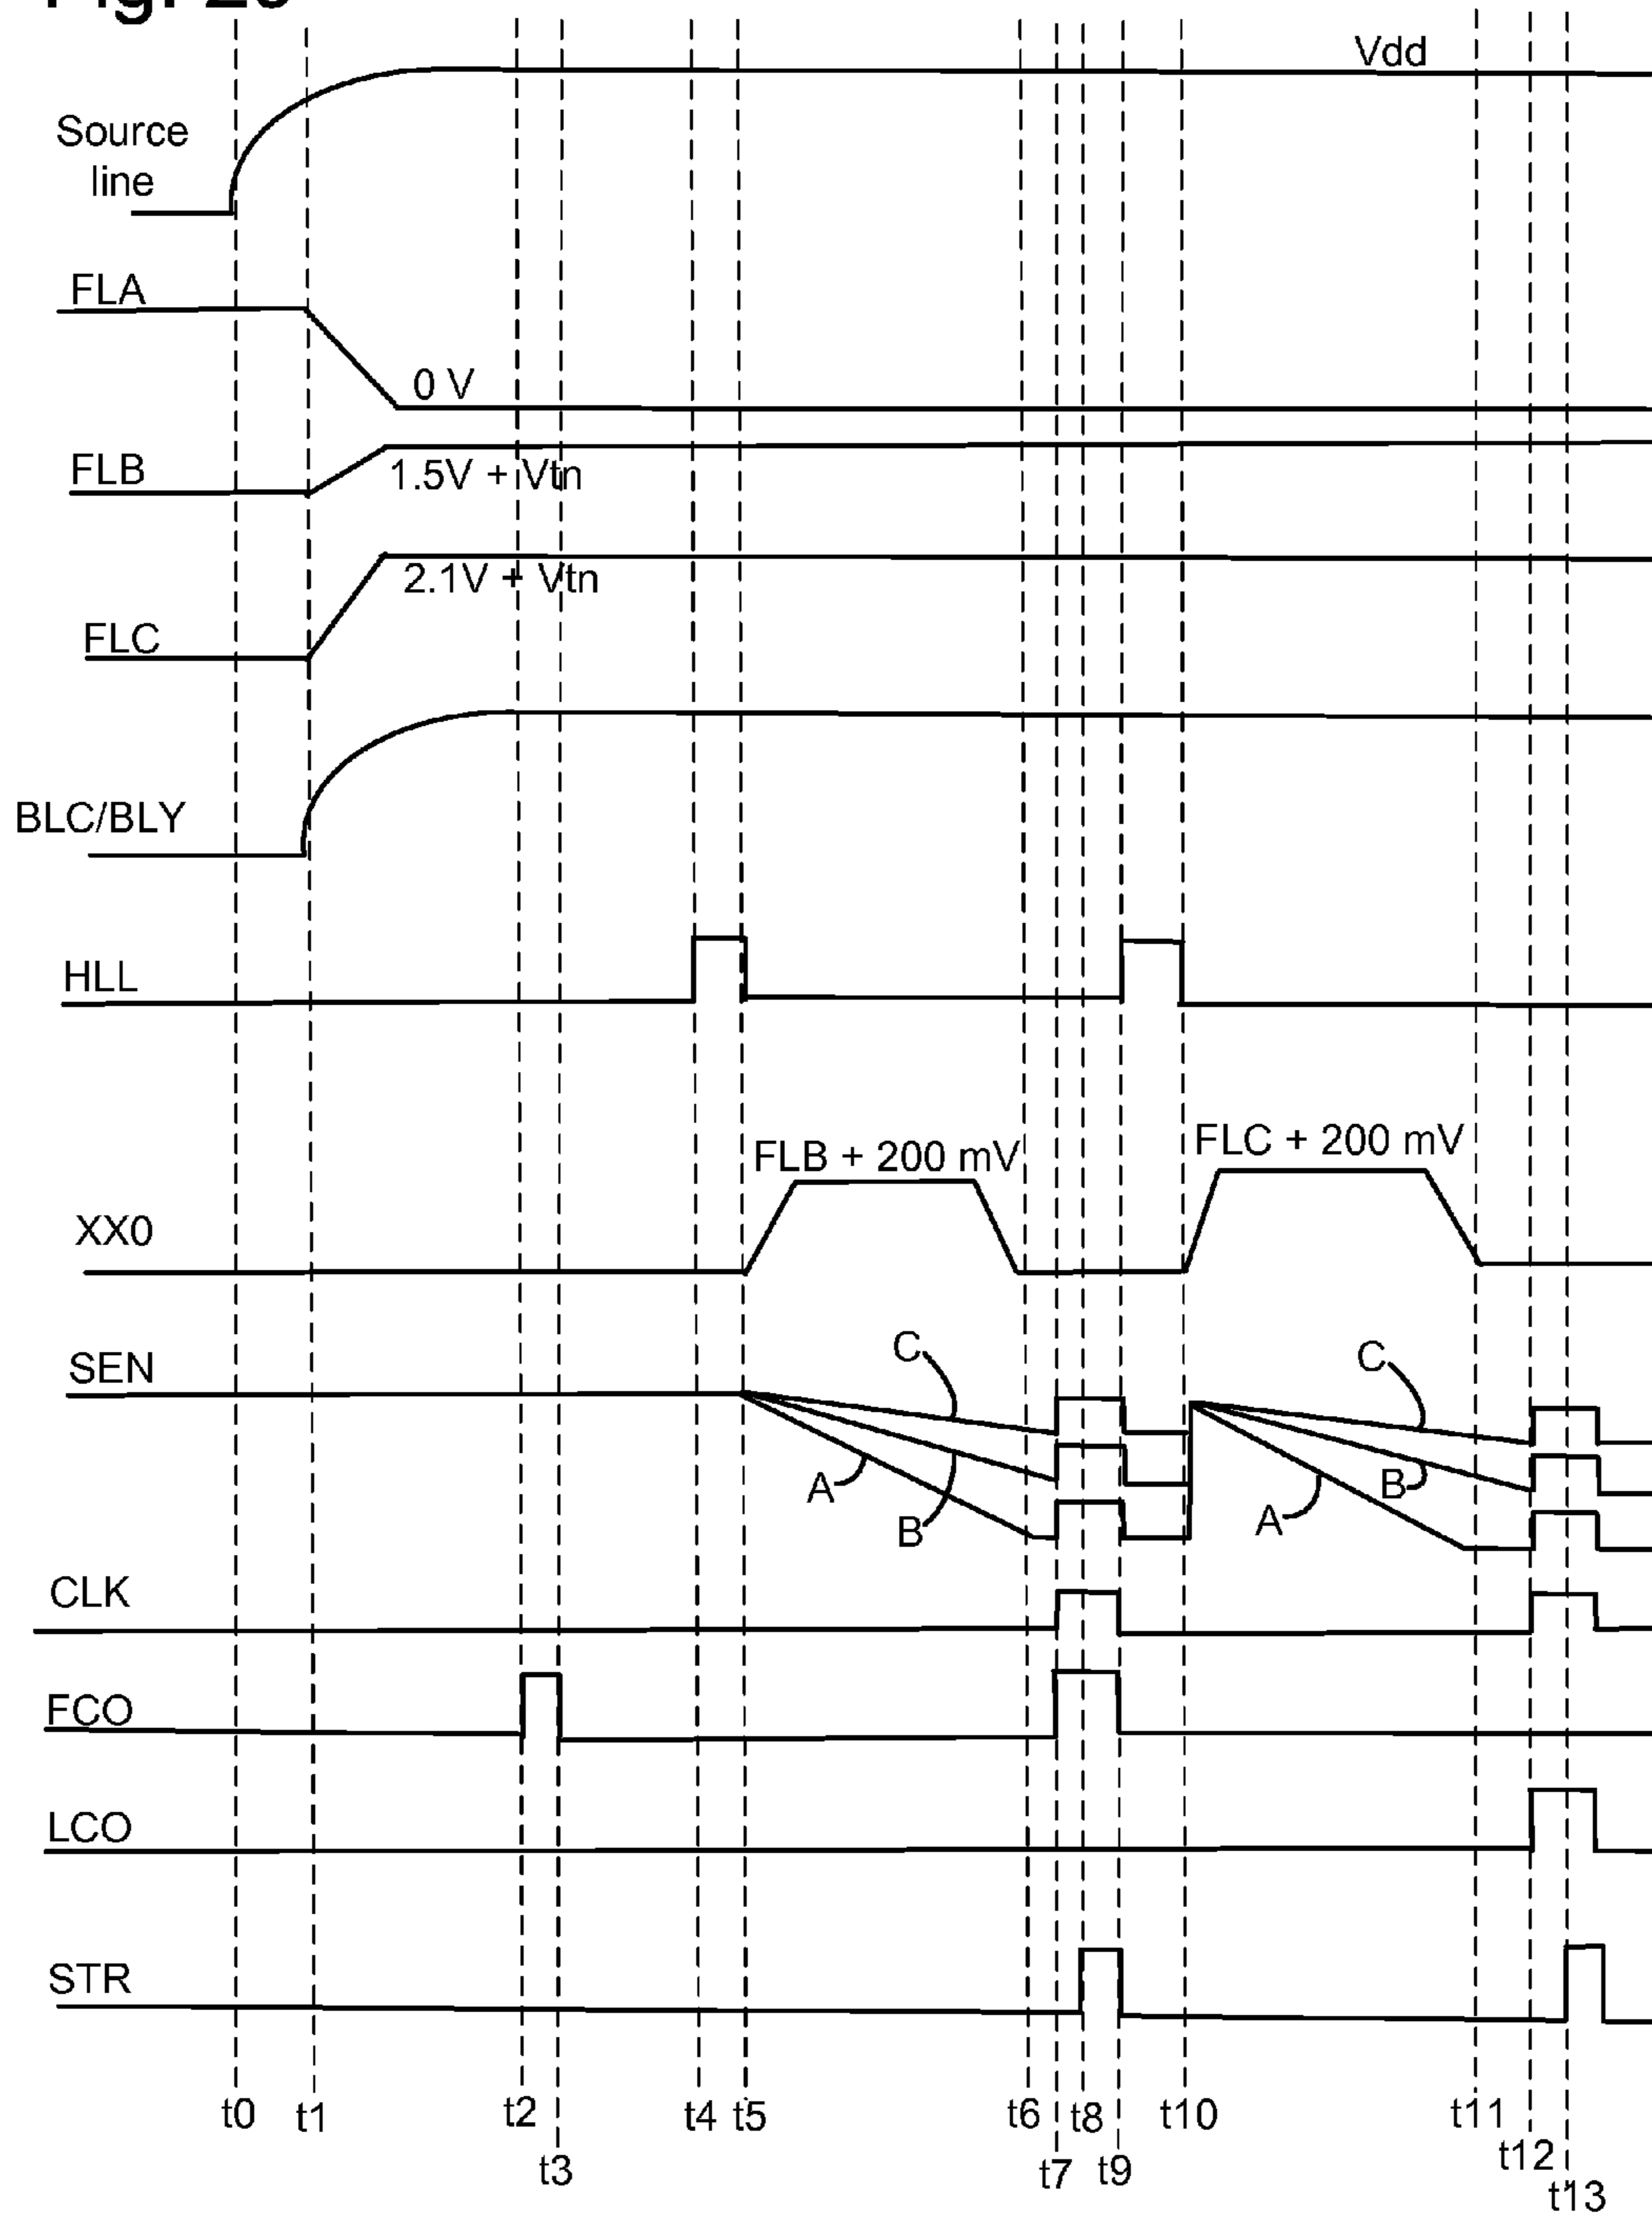 Source
line
Vdd
FLA
0 V
FLB
1.5V + Vtn
2.1V + Vtn
FLC
BLC/BLY
HLL
FLB + 200 mV
FLC + 200 mV
XX0
SEN
C
A
B
C
B
A
CLK
FCO
LCO
STR
t0
t1
t2
t3
t4
t5
t6
t7
t8
t9
t10
t11
t12
t13